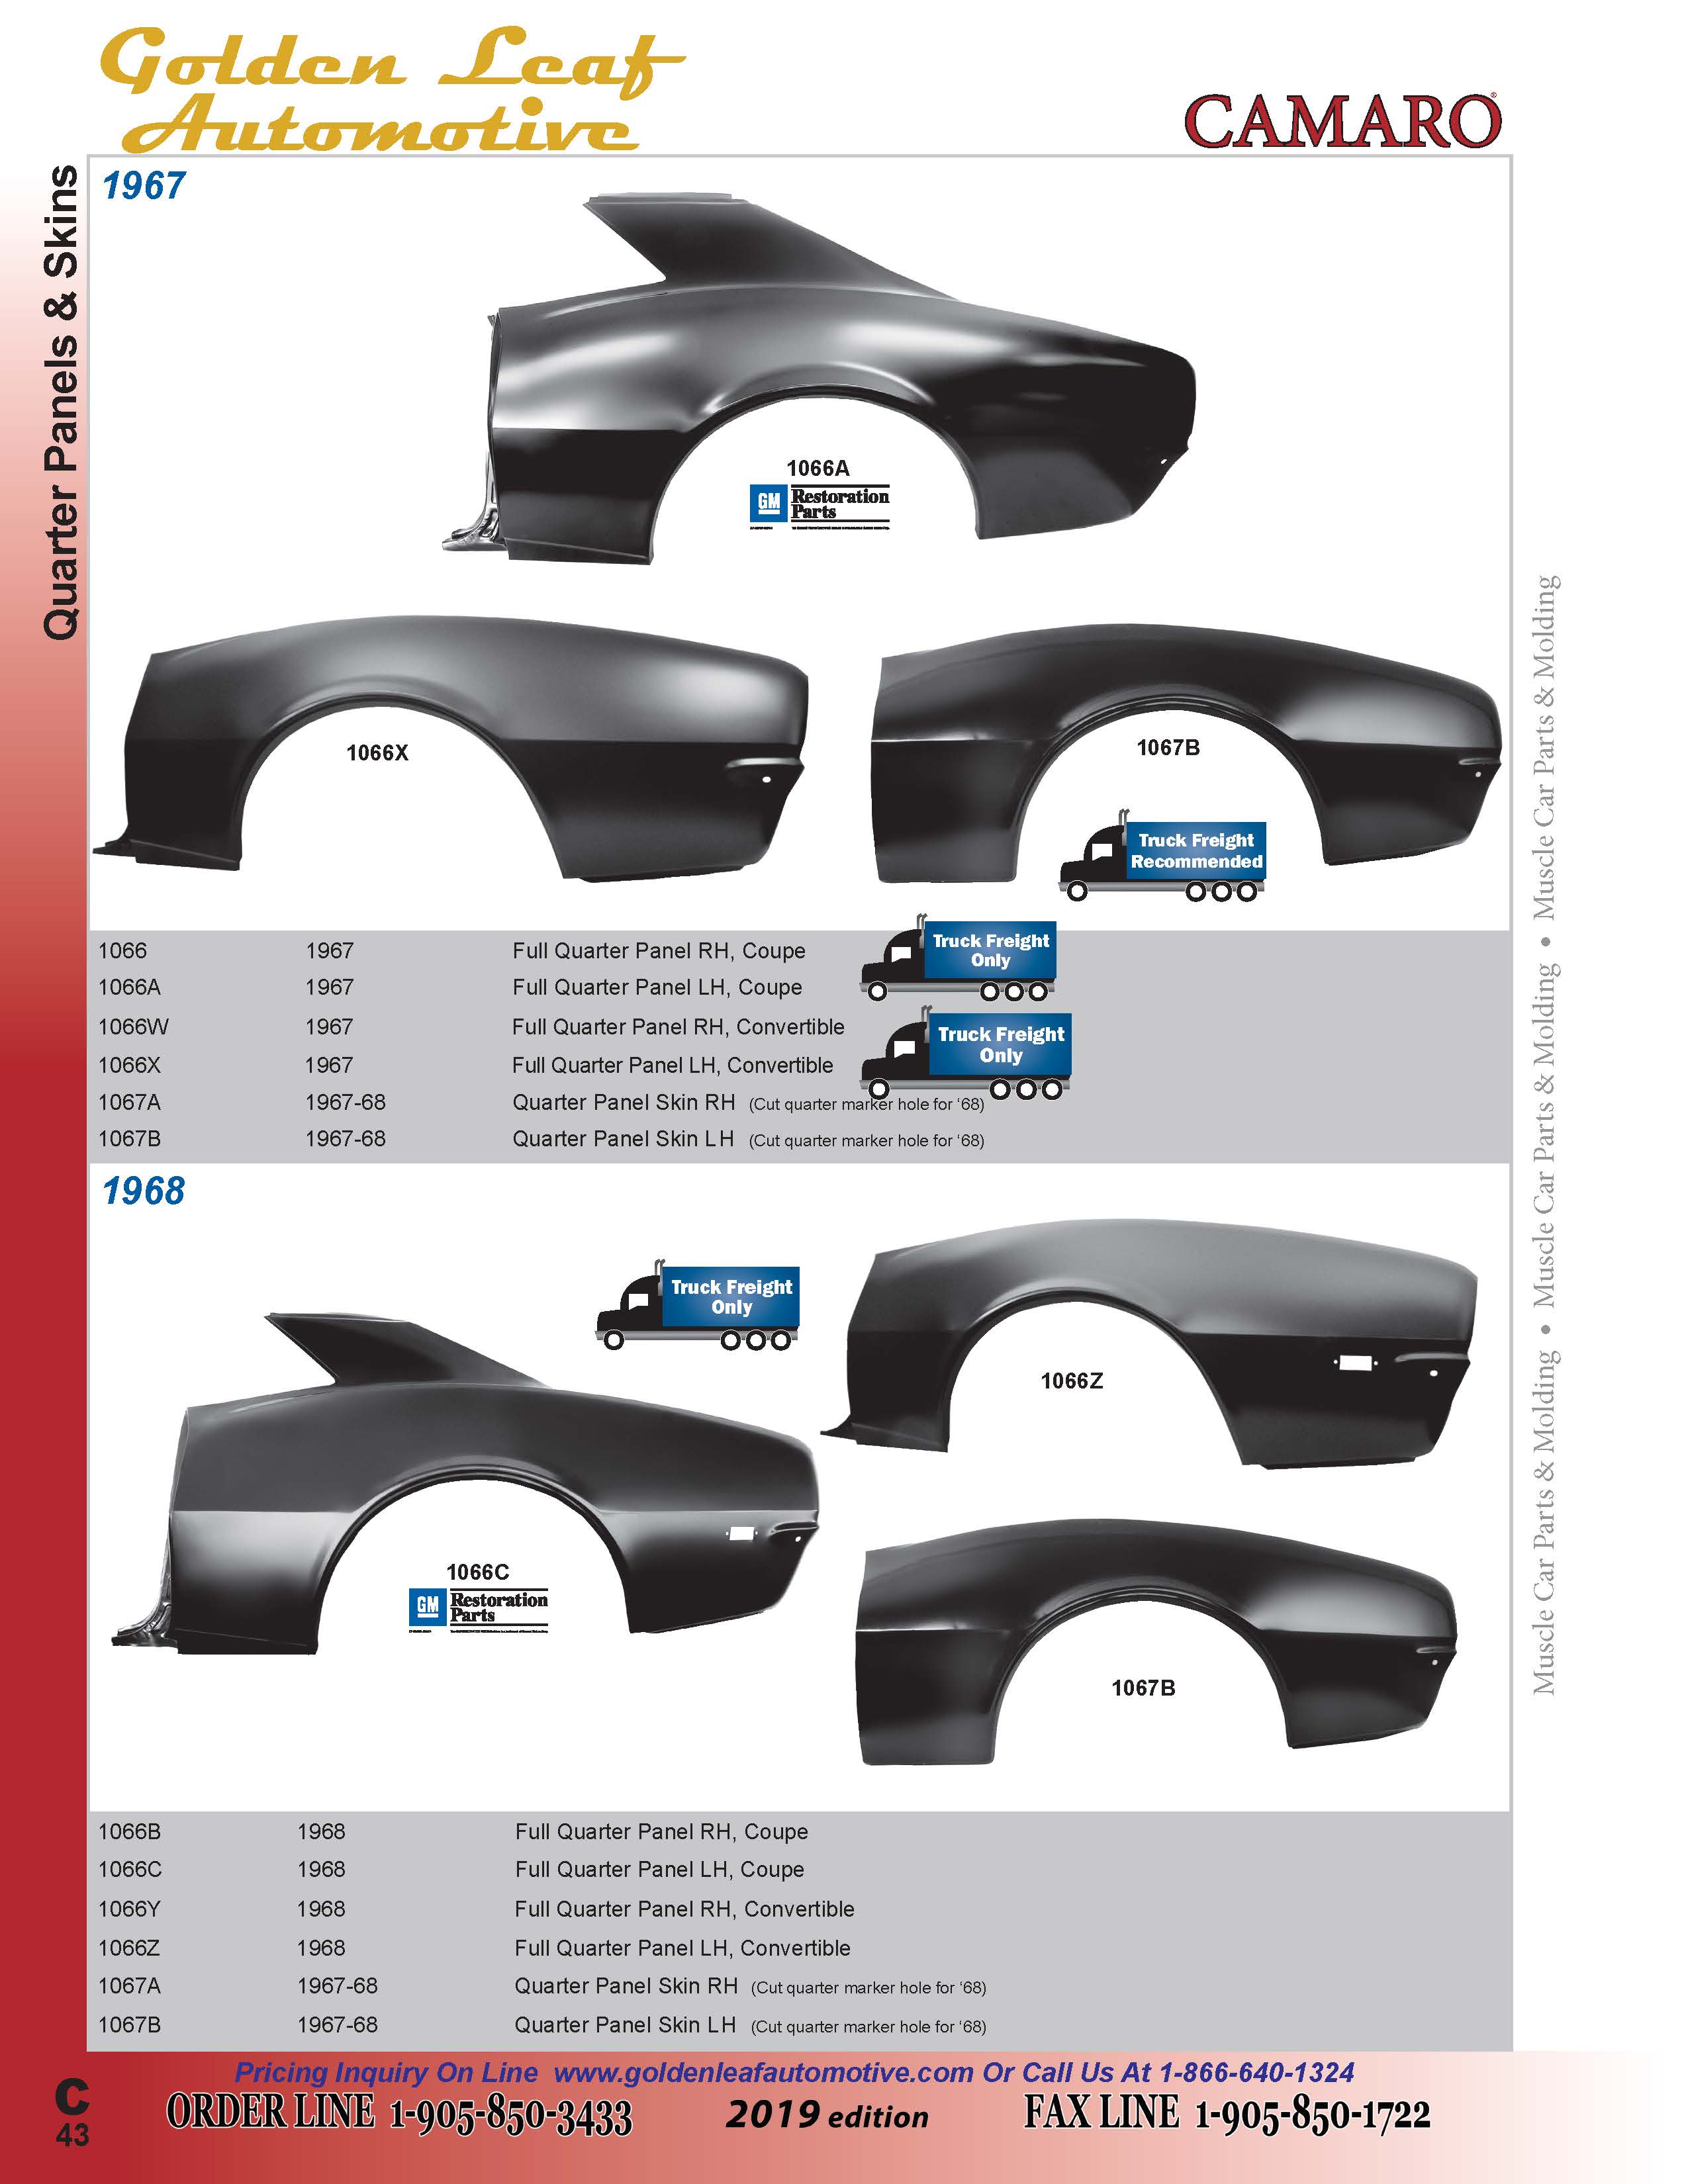 Golden Leaf
Automotive
CAMARO®
Quarter Panels & Skins
1967
1066A
GM Restoration
Parts
1066X
1067B
Truck Freight
Recommended
1066 1967 Full Quarter Panel RH, Coupe
Truck Freight
Only
1066A 1967 Full Quarter Panel LH, Coupe
1066W 1967 Full Quarter Panel RH, Convertible
Truck Freight
Only
1066X 1967 Full Quarter Panel LH, Convertible
1067A 1967-68 Quarter Panel Skin RH (Cut quarter marker hole for ‘68)
1067B 1967-68 Quarter Panel Skin LH (Cut quarter marker hole for ‘68)
1968
Truck Freight
Only
1066Z
1066C
GM Restoration
Parts
1067B
1066B 1968 Full Quarter Panel RH, Coupe
1066C 1968 Full Quarter Panel LH, Coupe
1066Y 1968 Full Quarter Panel RH, Convertible
1066Z 1968 Full Quarter Panel LH, Convertible
1067A 1967-68 Quarter Panel Skin RH (Cut quarter marker hole for ‘68)
1067B 1967-68 Quarter Panel Skin LH (Cut quarter marker hole for ‘68)
Muscle Car Parts & Molding • Muscle Car Parts & Molding • Muscle Car Parts & Molding
Pricing Inquiry On Line www.goldenleafautomotive.com Or Call Us At 1-866-640-1324
C
43
ORDER LINE 1-905-850-3433 2019 edition FAX LINE 1-905-850-1722